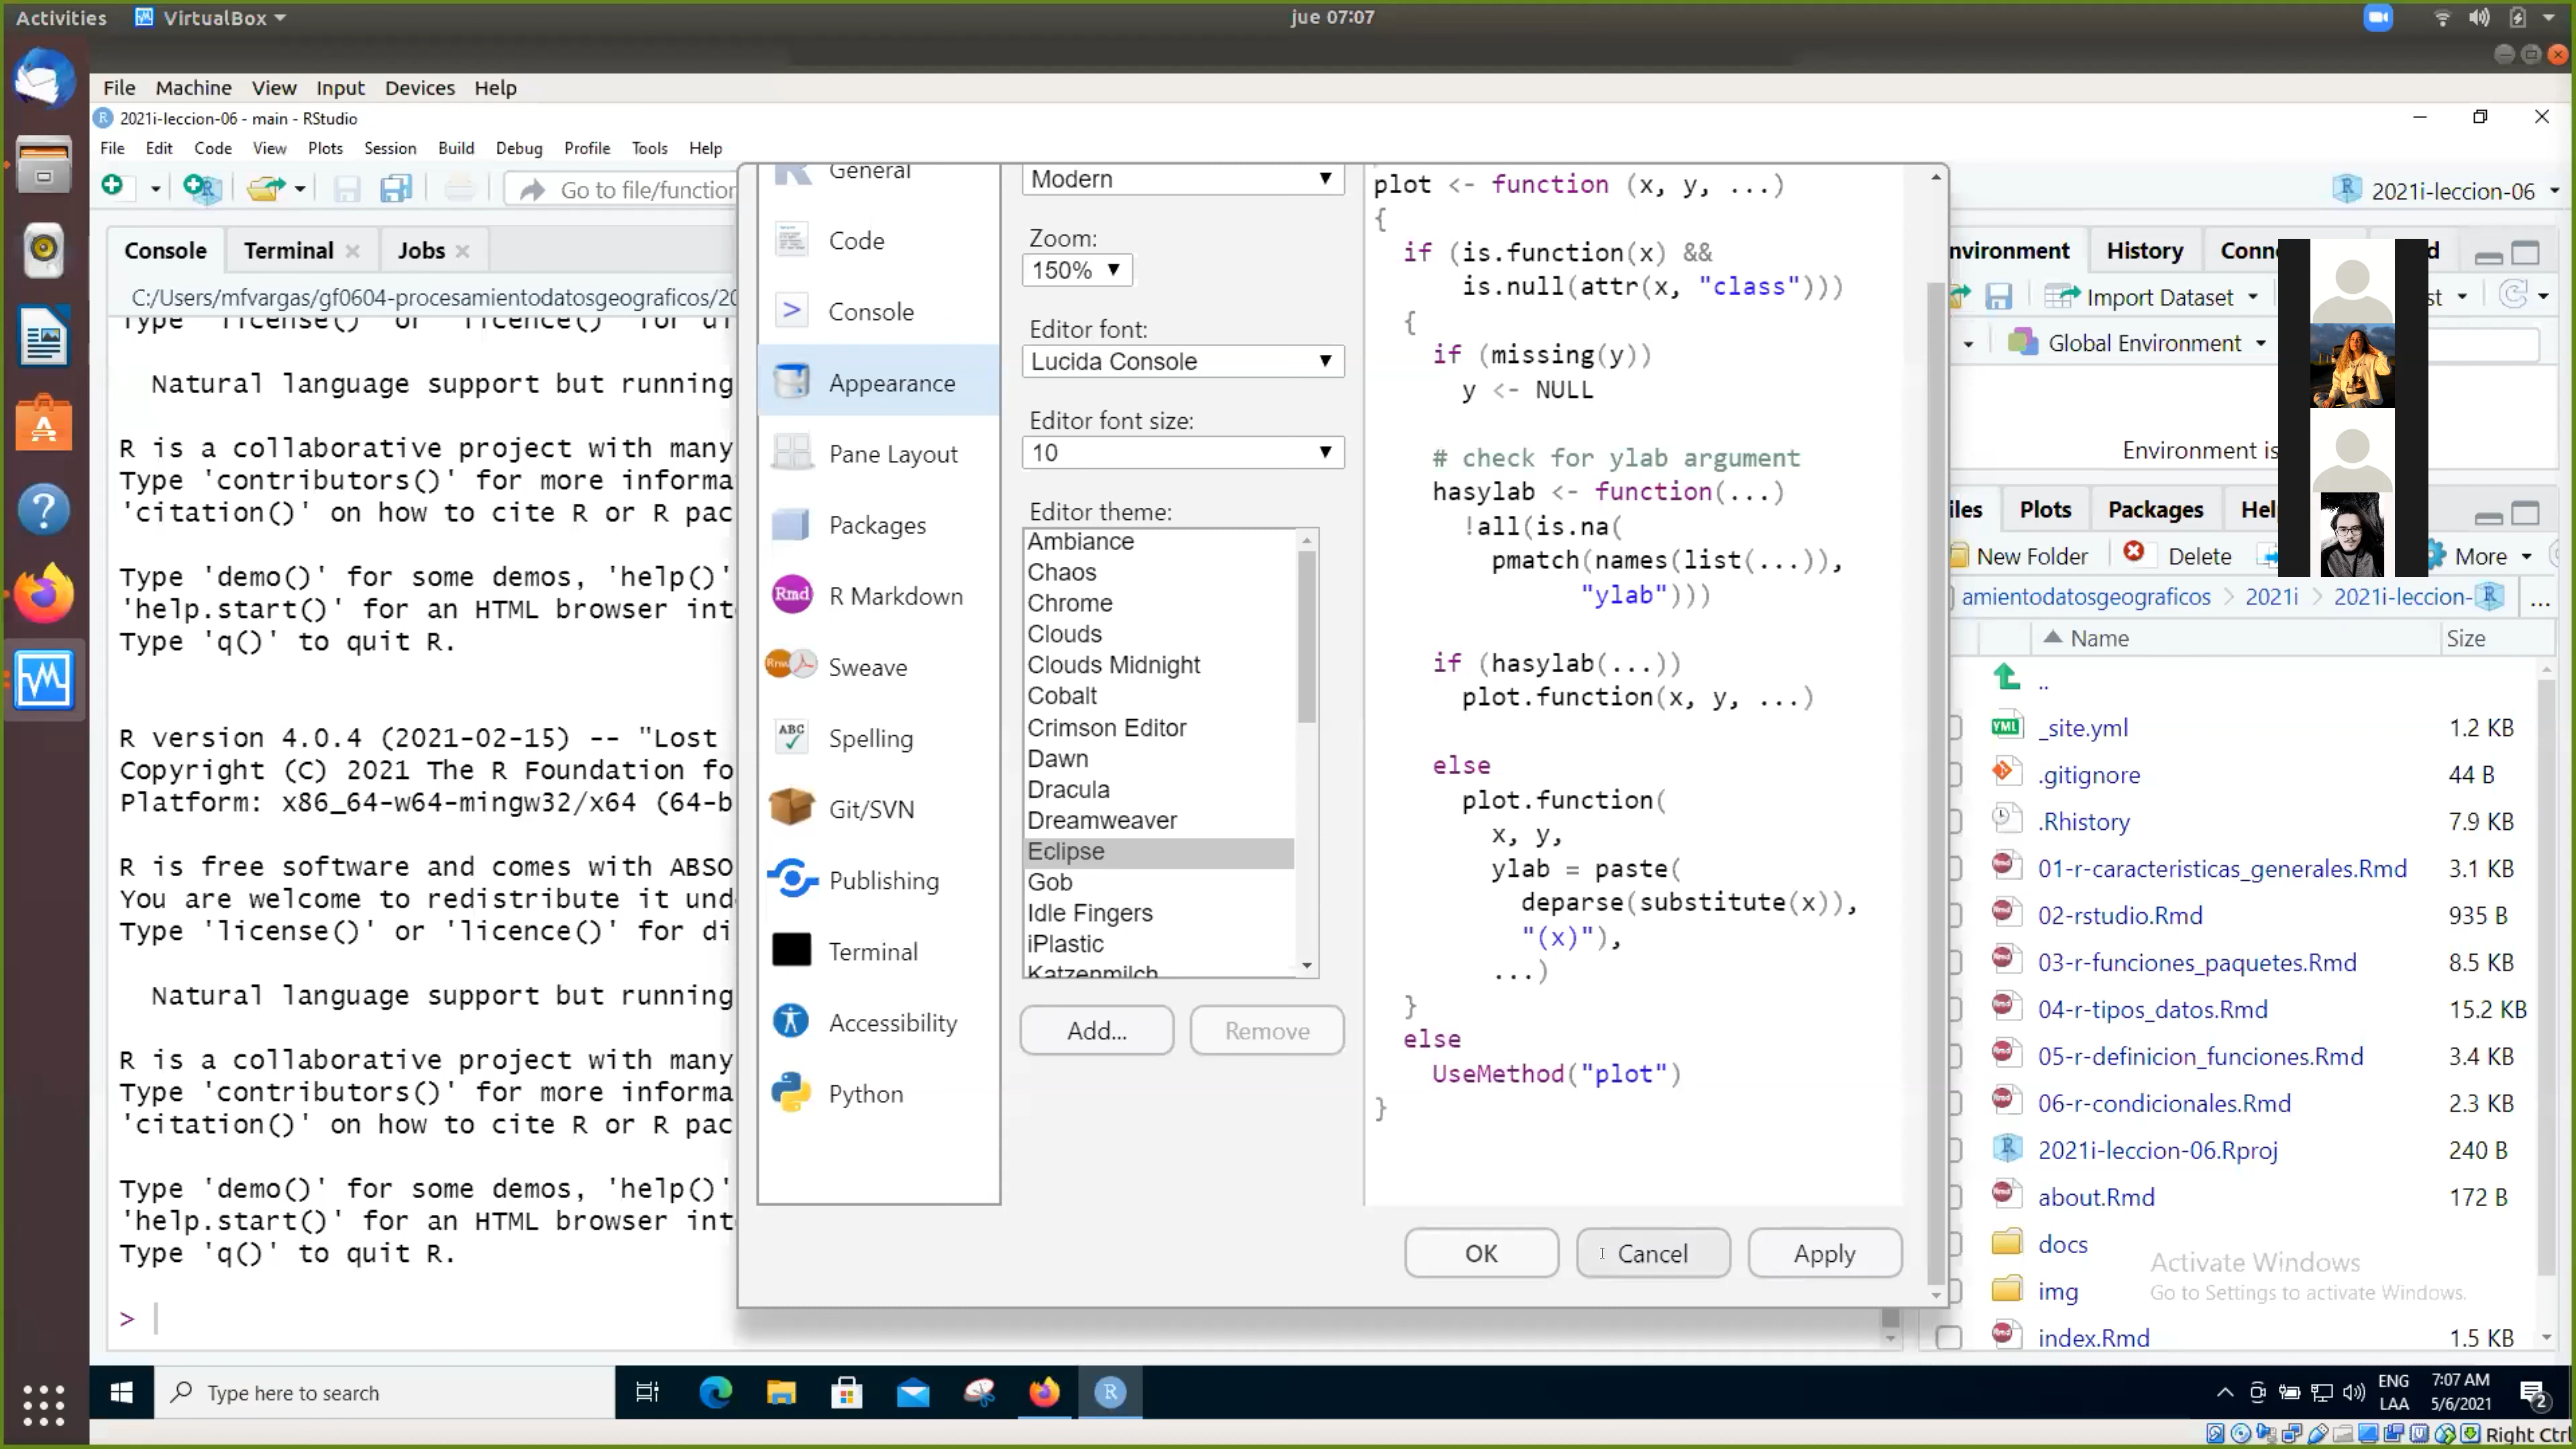 Activities VirtualBox jue 07:07
File Machine View Input Devices Help
2021i-leccion-06 - main - RStudio
File Edit Code View Plots Session Build Debug Profile Tools Help
Go to file/function
2021i-leccion-06
Console Terminal Jobs
C:/Users/mfvargas/gf0604-procesamientodatosgeograficos/20
Type 'license()' or 'licence()' for di
Natural language support but running
R is a collaborative project with many
Type 'contributors()' for more informa
'citation()' on how to cite R or R pac
Type 'demo()' for some demos, 'help()'
'help.start()' for an HTML browser int
Type 'q()' to quit R.
R version 4.0.4 (2021-02-15) -- "Lost
Copyright (C) 2021 The R Foundation fo
Platform: x86_64-w64-mingw32/x64 (64-b
R is free software and comes with ABSO
You are welcome to redistribute it und
Type 'license()' or 'licence()' for di
Natural language support but running
R is a collaborative project with many
Type 'contributors()' for more informa
'citation()' on how to cite R or R pac
Type 'demo()' for some demos, 'help()'
'help.start()' for an HTML browser int
Type 'q()' to quit R.
>
General
Code
Console
Appearance
Pane Layout
Packages
R Markdown
Sweave
Spelling
Git/SVN
Publishing
Terminal
Accessibility
Python
Modern
Zoom:
150%
Editor font:
Lucida Console
Editor font size:
10
Editor theme:
Ambiance
Chaos
Chrome
Clouds
Clouds Midnight
Cobalt
Crimson Editor
Dawn
Dracula
Dreamweaver
Eclipse
Gob
Idle Fingers
iPlastic
Katzenmilch
Add... Remove
plot <- function (x, y, ...)
{
if (is.function(x) &&
is.null(attr(x, "class")))
{
if (missing(y))
y <- NULL
# check for ylab argument
hasylab <- function(...)
!all(is.na(
pmatch(names(list(...)),
"ylab")))
if (hasylab(...))
plot.function(x, y, ...)
else
plot.function(
x, y,
ylab = paste(
deparse(substitute(x)),
"(x)"),
...)
}
else
UseMethod("plot")
}
OK Cancel Apply
nvironment History Conn d
Import Dataset st
Global Environment
Environment is
iles Plots Packages Hel
New Folder Delete More
amientodatosgeograficos > 2021i > 2021i-leccion- ...
Name Size
..
_site.yml 1.2 KB
.gitignore 44 B
.Rhistory 7.9 KB
01-r-caracteristicas_generales.Rmd 3.1 KB
02-rstudio.Rmd 935 B
03-r-funciones_paquetes.Rmd 8.5 KB
04-r-tipos_datos.Rmd 15.2 KB
05-r-definicion_funciones.Rmd 3.4 KB
06-r-condicionales.Rmd 2.3 KB
2021i-leccion-06.Rproj 240 B
about.Rmd 172 B
docs
img
index.Rmd 1.5 KB
Activate Windows
Go to Settings to activate Windows.
Type here to search
ENG
LAA
7:07 AM
5/6/2021
2
Right Ctrl